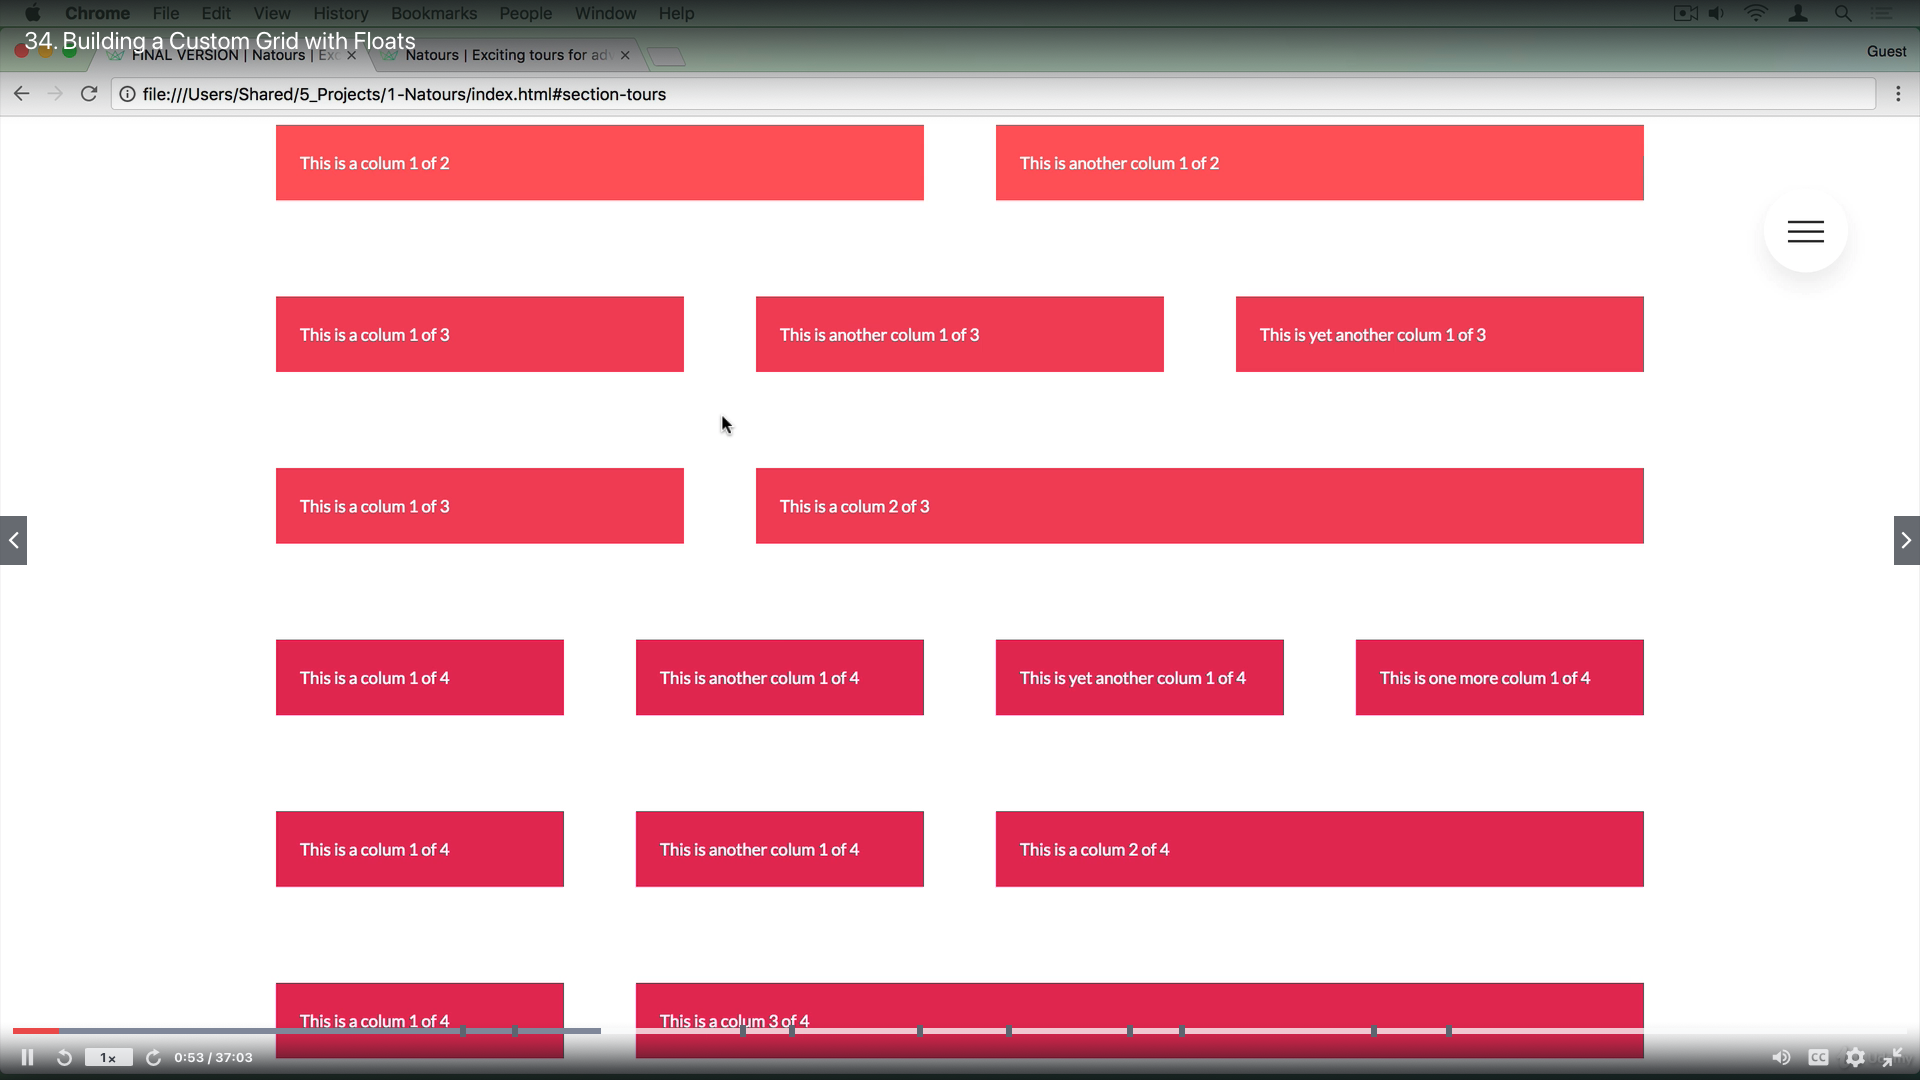 Chrome File Edit View History Bookmarks People Window Help
34. Building a Custom Grid with Floats
FINAL VERSION | Natours | Exc
Natours | Exciting tours for adv
Guest
file:///Users/Shared/5_Projects/1-Natours/index.html#section-tours
This is a colum 1 of 2
This is another colum 1 of 2
This is a colum 1 of 3
This is another colum 1 of 3
This is yet another colum 1 of 3
This is a colum 1 of 3
This is a colum 2 of 3
This is a colum 1 of 4
This is another colum 1 of 4
This is yet another colum 1 of 4
This is one more colum 1 of 4
This is a colum 1 of 4
This is another colum 1 of 4
This is a colum 2 of 4
This is a colum 1 of 4
This is a colum 3 of 4
1x
0:53 / 37:03
CC